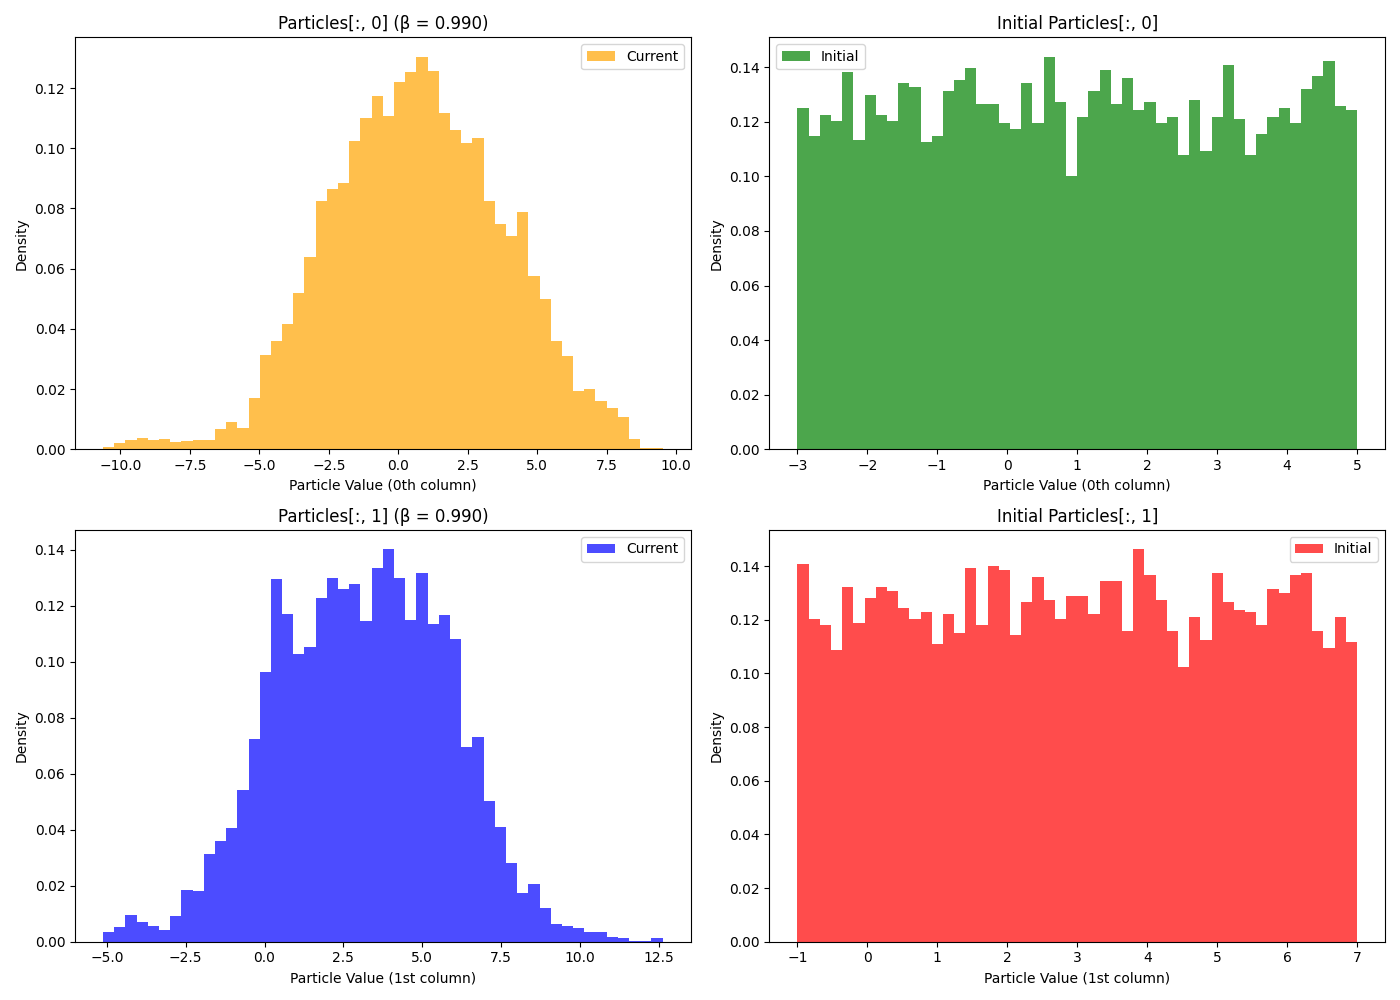 Particles[:, 0] (β = 0.990)
Current
Density
0.12
0.10
0.08
0.06
0.04
0.02
0.00
−10.0 −7.5 −5.0 −2.5 0.0 2.5 5.0 7.5 10.0
Particle Value (0th column)
Initial Particles[:, 0]
Initial
Density
0.14
0.12
0.10
0.08
0.06
0.04
0.02
0.00
−3 −2 −1 0 1 2 3 4 5
Particle Value (0th column)
Particles[:, 1] (β = 0.990)
Current
Density
0.14
0.12
0.10
0.08
0.06
0.04
0.02
0.00
−5.0 −2.5 0.0 2.5 5.0 7.5 10.0 12.5
Particle Value (1st column)
Initial Particles[:, 1]
Initial
Density
0.14
0.12
0.10
0.08
0.06
0.04
0.02
0.00
−1 0 1 2 3 4 5 6 7
Particle Value (1st column)